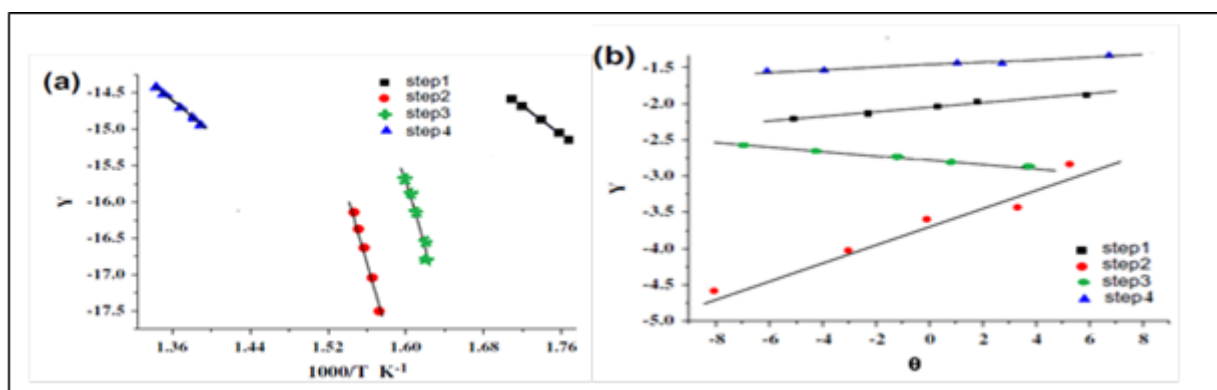 (a)
step1
step2
step3
step4
-14.5
-15.0
-15.5
-16.0
-16.5
-17.0
-17.5
Y
1.36 1.44 1.52 1.60 1.68 1.76
1000/T K-1
(b)
-1.5
-2.0
-2.5
-3.0
-3.5
-4.0
-4.5
-5.0
Y
step1
step2
step3
step4
-8 -6 -4 -2 0 2 4 6 8
θ